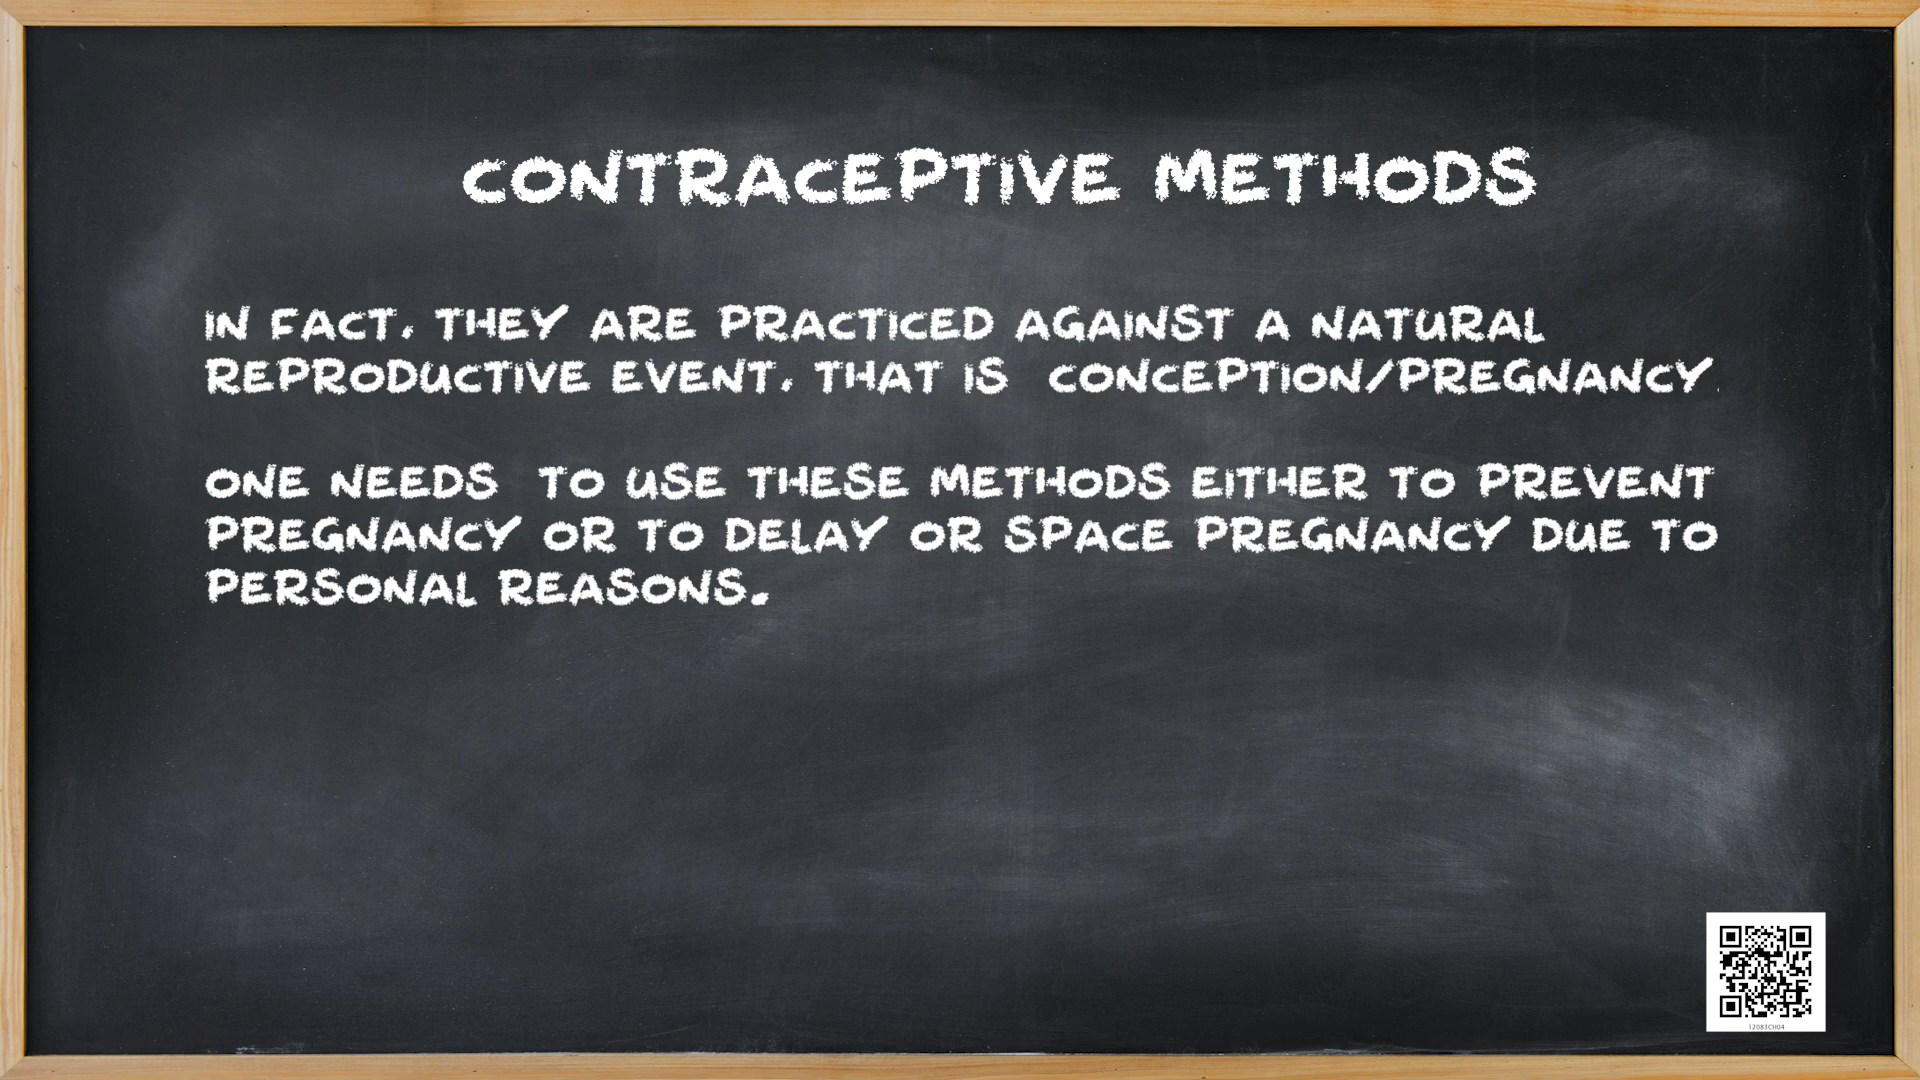 CONTRACEPTIVE METHODS
IN FACT, THEY ARE PRACTICED AGAINST A NATURAL
REPRODUCTIVE EVENT, THAT IS CONCEPTION/PREGNANCY.
ONE NEEDS TO USE THESE METHODS EITHER TO PREVENT
PREGNANCY OR TO DELAY OR SPACE PREGNANCY DUE TO
PERSONAL REASONS.
12083CH04